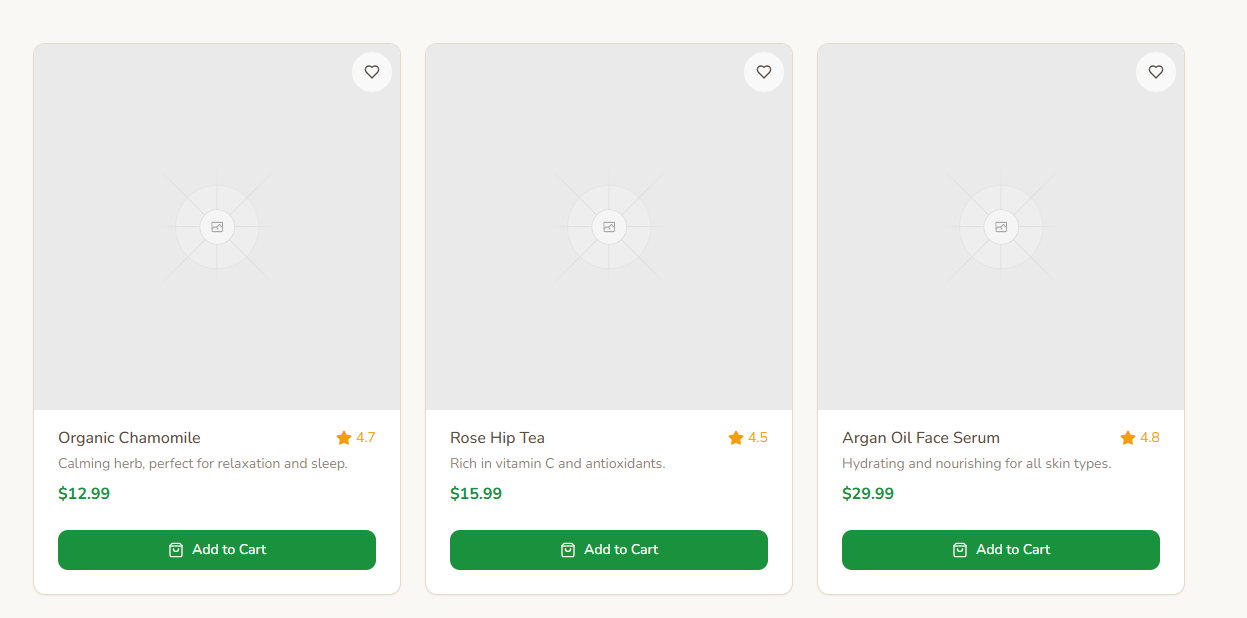 Organic Chamomile
4.7
Calming herb, perfect for relaxation and sleep.
$12.99
Add to Cart
Rose Hip Tea
4.5
Rich in vitamin C and antioxidants.
$15.99
Add to Cart
Argan Oil Face Serum
4.8
Hydrating and nourishing for all skin types.
$29.99
Add to Cart